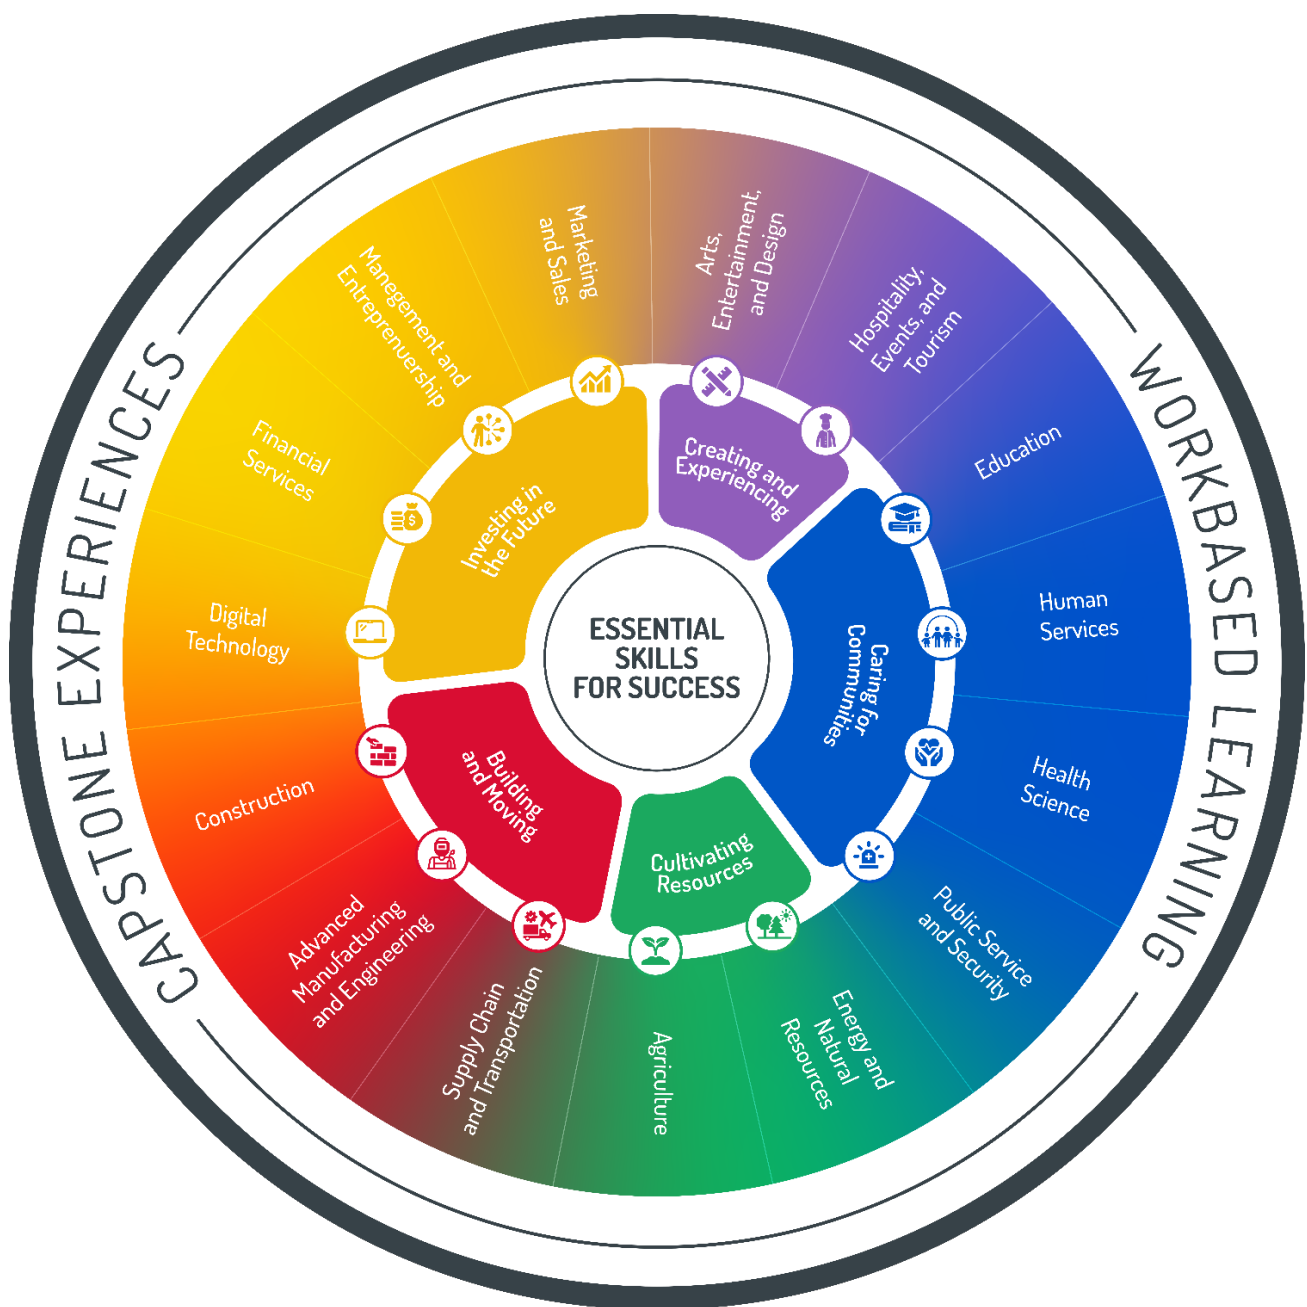 CAPSTONE EXPERIENCES
WORKBASED LEARNING
Marketing
and Sales
Arts,
Entertainment,
and Design
Hospitality,
Events, and
Tourism
Education
Human
Services
Health
Science
Public Service
and Security
Energy and
Natural
Resources
Agriculture
Supply Chain
and Transportation
Advanced
Manufacturing
and Engineering
Construction
Digital
Technology
Financial
Services
Manegement and
Entreprenuership
Creating and
Experiencing
Caring for
Communities
Cultivating
Resources
Building
and Moving
Investing in
the Future
ESSENTIAL
SKILLS
FOR SUCCESS
$